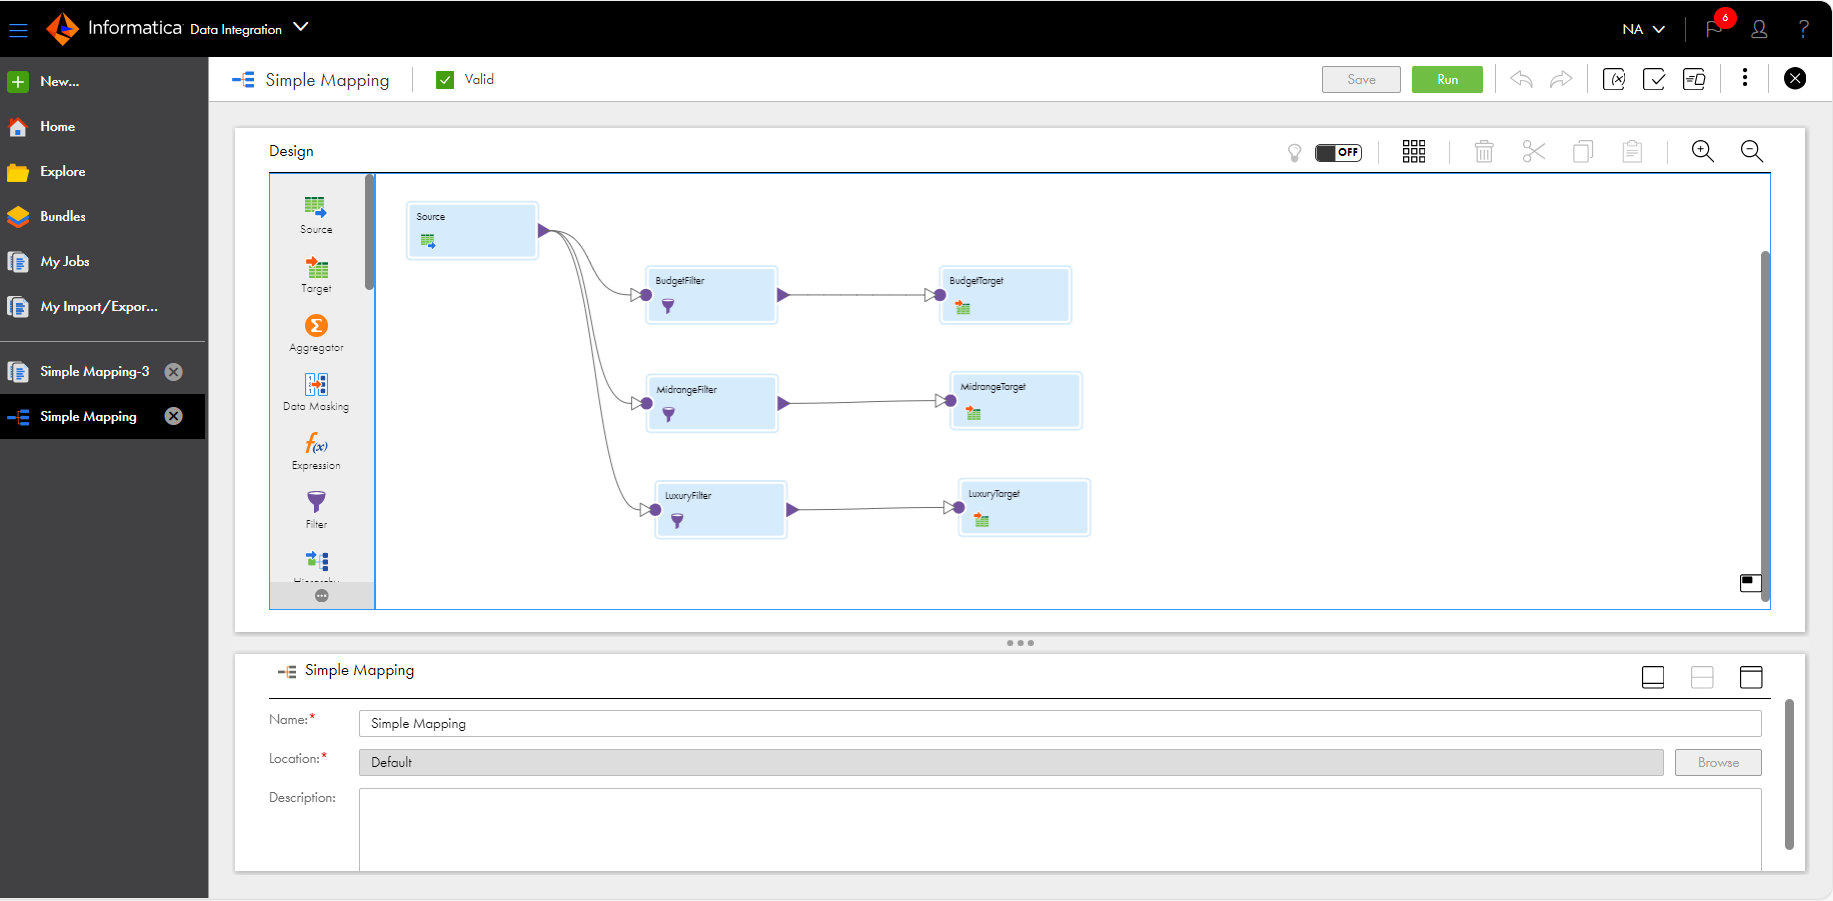 Informatica Data Integration
NA
6
?
New...
Home
Explore
Bundles
My Jobs
My Import/Expor...
Simple Mapping-3
Simple Mapping
Simple Mapping
Valid
Save
Run
Design
OFF
Source
Target
Aggregator
Data Masking
f(x)
Expression
Filter
Hierarchy
Source
BudgetFilter
BudgetTarget
MidrangeFilter
MidrangeTarget
LuxuryFilter
LuxuryTarget
Simple Mapping
Name:*
Simple Mapping
Location:*
Default
Browse
Description: